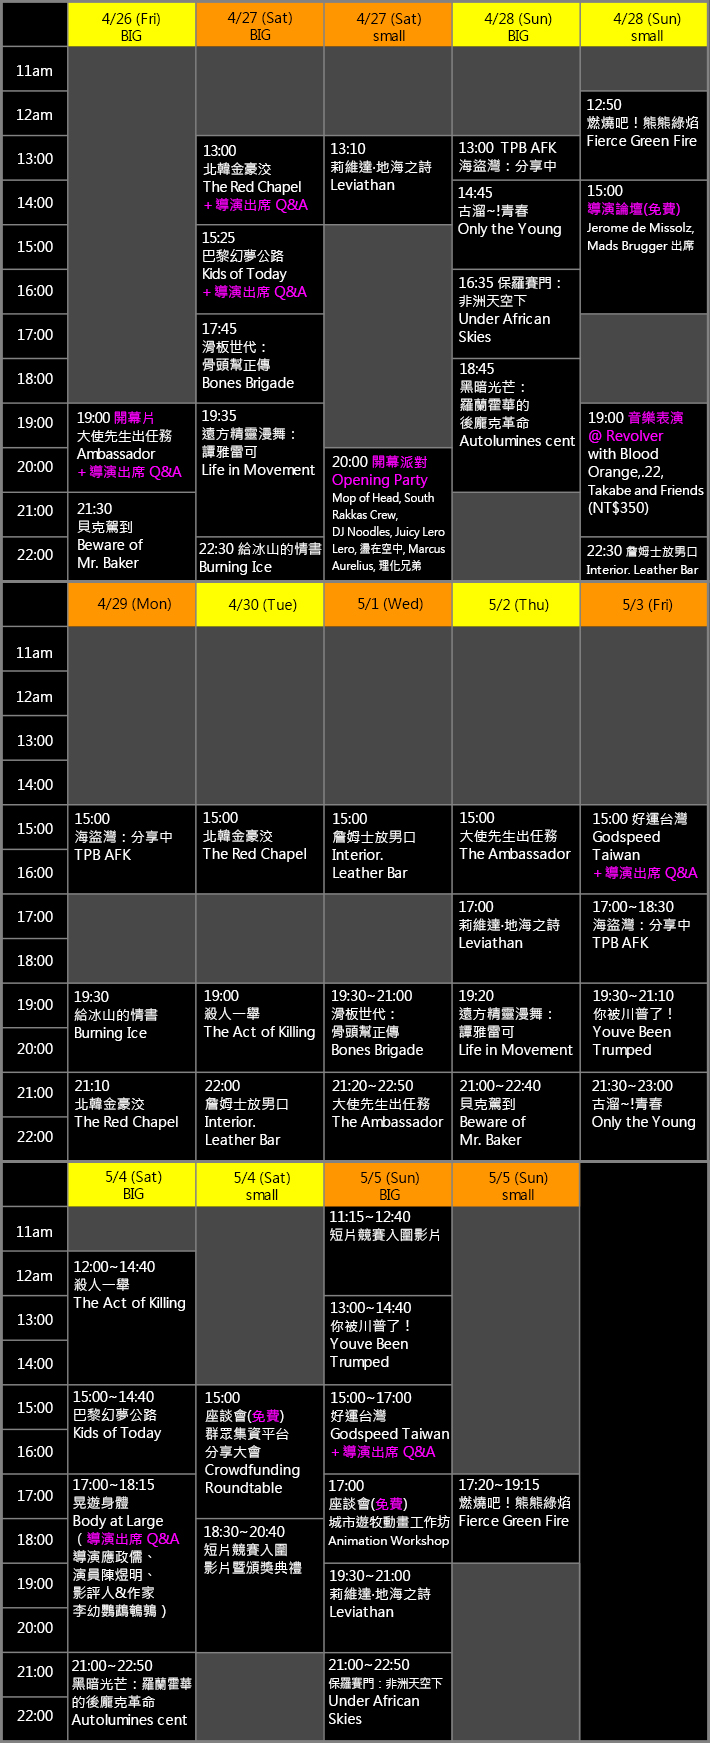 4/26 (Fri)
BIG
4/27 (Sat)
BIG
4/27 (Sat)
small
4/28 (Sun)
BIG
4/28 (Sun)
small
11am
12am
13:00
14:00
15:00
16:00
17:00
18:00
19:00
20:00
21:00
22:00
19:00 開幕片
大使先生出任務
Ambassador
+導演出席 Q&A
21:30
貝克駕到
Beware of
Mr. Baker
13:00
北韓金豪洨
The Red Chapel
+導演出席 Q&A
15:25
巴黎幻夢公路
Kids of Today
+導演出席 Q&A
17:45
滑板世代：
骨頭幫正傳
Bones Brigade
19:35
遠方精靈漫舞：
譚雅雷可
Life in Movement
22:30 給冰山的情書
Burning Ice
13:10
莉維達‧地海之詩
Leviathan
20:00 開幕派對
Opening Party
Mop of Head, South
Rakkas Crew,
DJ Noodles, Juicy Lero
Lero, 盪在空中, Marcus
Aurelius, 理化兄弟
13:00 TPB AFK
海盜灣：分享中
14:45
古溜~!青春
Only the Young
16:35 保羅賽門：
非洲天空下
Under African
Skies
18:45
黑暗光芒：
羅蘭霍華的
後龐克革命
Autolumines cent
12:50
燃燒吧！熊熊綠焰
Fierce Green Fire
15:00
導演論壇(免費)
Jerome de Missolz,
Mads Brugger 出席
19:00 音樂表演
@ Revolver
with Blood
Orange,.22,
Takabe and Friends
(NT$350)
22:30 詹姆士放男口
Interior. Leather Bar
4/29 (Mon)
4/30 (Tue)
5/1 (Wed)
5/2 (Thu)
5/3 (Fri)
11am
12am
13:00
14:00
15:00
16:00
17:00
18:00
19:00
20:00
21:00
22:00
15:00
海盜灣：分享中
TPB AFK
19:30
給冰山的情書
Burning Ice
21:10
北韓金豪洨
The Red Chapel
15:00
北韓金豪洨
The Red Chapel
19:00
殺人一舉
The Act of Killing
22:00
詹姆士放男口
Interior.
Leather Bar
15:00
詹姆士放男口
Interior.
Leather Bar
19:30~21:00
滑板世代：
骨頭幫正傳
Bones Brigade
21:20~22:50
大使先生出任務
The Ambassador
15:00
大使先生出任務
The Ambassador
17:00
莉維達‧地海之詩
Leviathan
19:20
遠方精靈漫舞：
譚雅雷可
Life in Movement
21:00~22:40
貝克駕到
Beware of
Mr. Baker
15:00 好運台灣
Godspeed
Taiwan
+導演出席 Q&A
17:00~18:30
海盜灣：分享中
TPB AFK
19:30~21:10
你被川普了！
Youve Been
Trumped
21:30~23:00
古溜~!青春
Only the Young
5/4 (Sat)
BIG
5/4 (Sat)
small
5/5 (Sun)
BIG
5/5 (Sun)
small
11am
12am
13:00
14:00
15:00
16:00
17:00
18:00
19:00
20:00
21:00
22:00
12:00~14:40
殺人一舉
The Act of Killing
15:00~14:40
巴黎幻夢公路
Kids of Today
17:00~18:15
晃遊身體
Body at Large
( 導演出席 Q&A
導演應政儒、
演員陳煜明、
影評人&作家
李幼鸚鵡鵪鶉 )
21:00~22:50
黑暗光芒：羅蘭霍華
的後龐克革命
Autolumines cent
15:00
座談會(免費)
群眾集資平台
分享大會
Crowdfunding
Roundtable
18:30~20:40
短片競賽入圍
影片暨頒獎典禮
11:15~12:40
短片競賽入圍影片
13:00~14:40
你被川普了！
Youve Been
Trumped
15:00~17:00
好運台灣
Godspeed Taiwan
+導演出席 Q&A
17:00
座談會(免費)
城市遊牧動畫工作坊
Animation Workshop
19:30~21:00
莉維達‧地海之詩
Leviathan
21:00~22:50
保羅賽門：非洲天空下
Under African
Skies
17:20~19:15
燃燒吧！熊熊綠焰
Fierce Green Fire